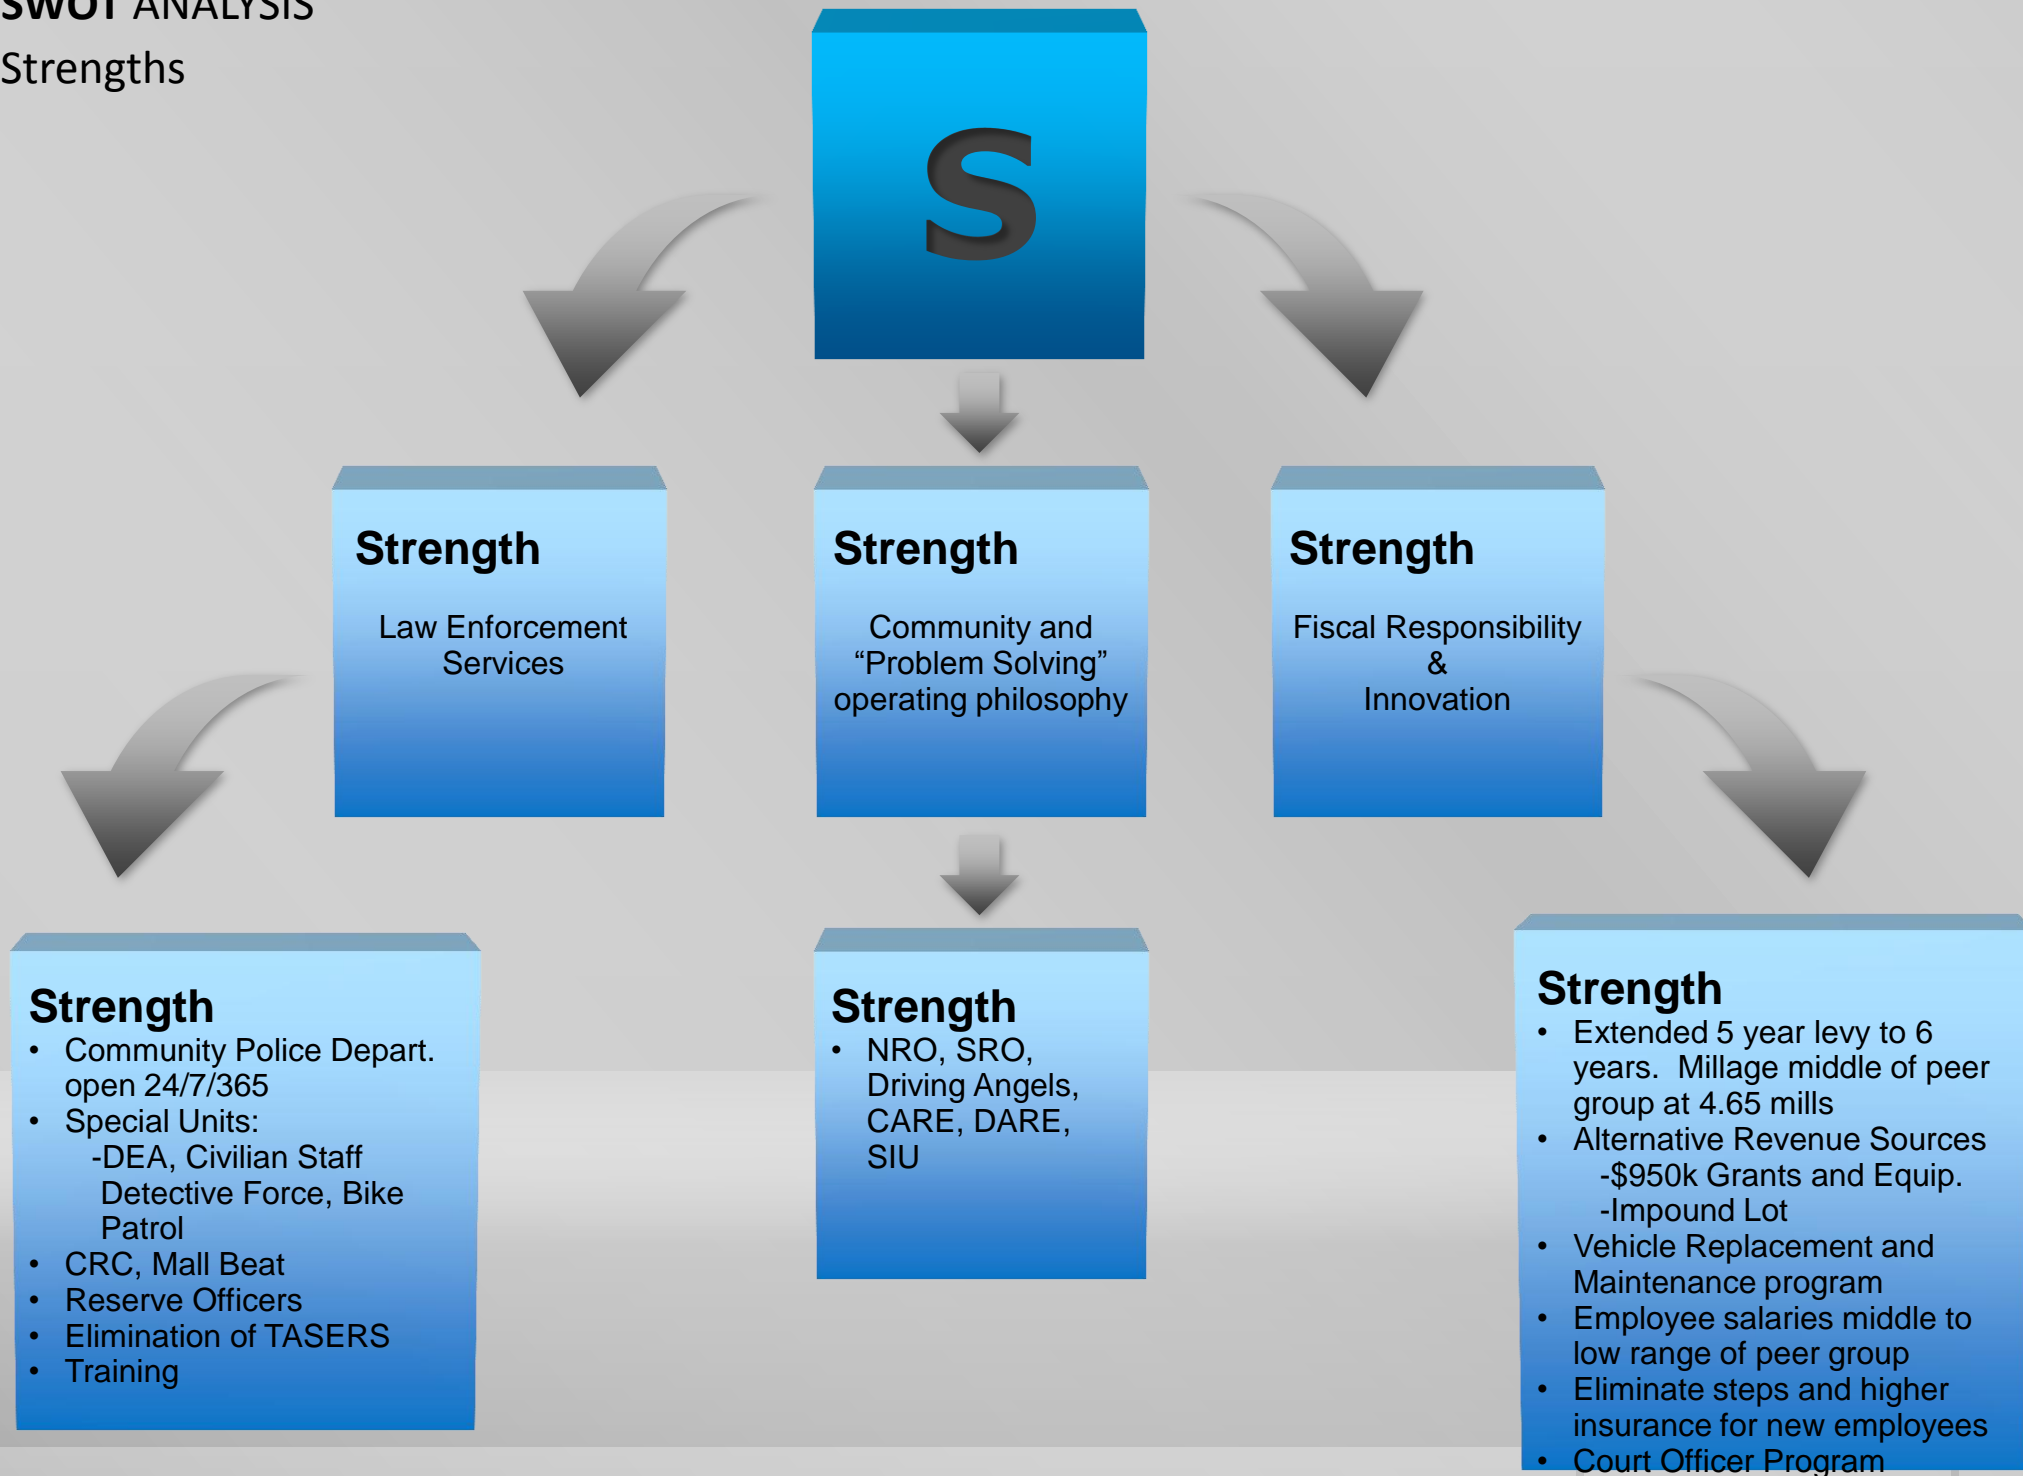 SWOT ANALYSIS
Strengths
S
Strength
Law Enforcement
Services
Strength
Community and
“Problem Solving”
operating philosophy
Strength
Fiscal Responsibility
&
Innovation
Strength
• Community Police Depart.
open 24/7/365
• Special Units:
-DEA, Civilian Staff
Detective Force, Bike
Patrol
• CRC, Mall Beat
• Reserve Officers
• Elimination of TASERS
• Training
Strength
• NRO, SRO,
Driving Angels,
CARE, DARE,
SIU
Strength
• Extended 5 year levy to 6
years.  Millage middle of peer
group at 4.65 mills
• Alternative Revenue Sources
-$950k Grants and Equip.
-Impound Lot
• Vehicle Replacement and
Maintenance program
• Employee salaries middle to
low range of peer group
• Eliminate steps and higher
insurance for new employees
• Court Officer Program